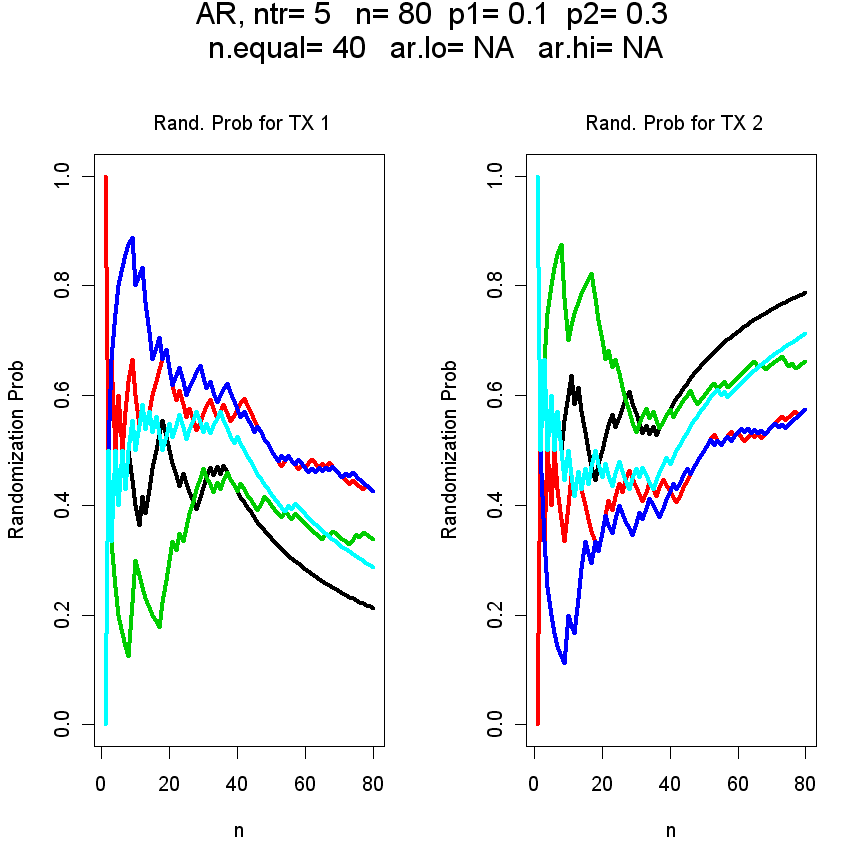 AR, ntr= 5 n= 80 p1= 0.1 p2= 0.3
n.equal= 40 ar.lo= NA ar.hi= NA
Rand. Prob for TX 1
Randomization Prob
1.0
0.8
0.6
0.4
0.2
0.0
0 20 40 60 80
n
Rand. Prob for TX 2
Randomization Prob
1.0
0.8
0.6
0.4
0.2
0.0
0 20 40 60 80
n